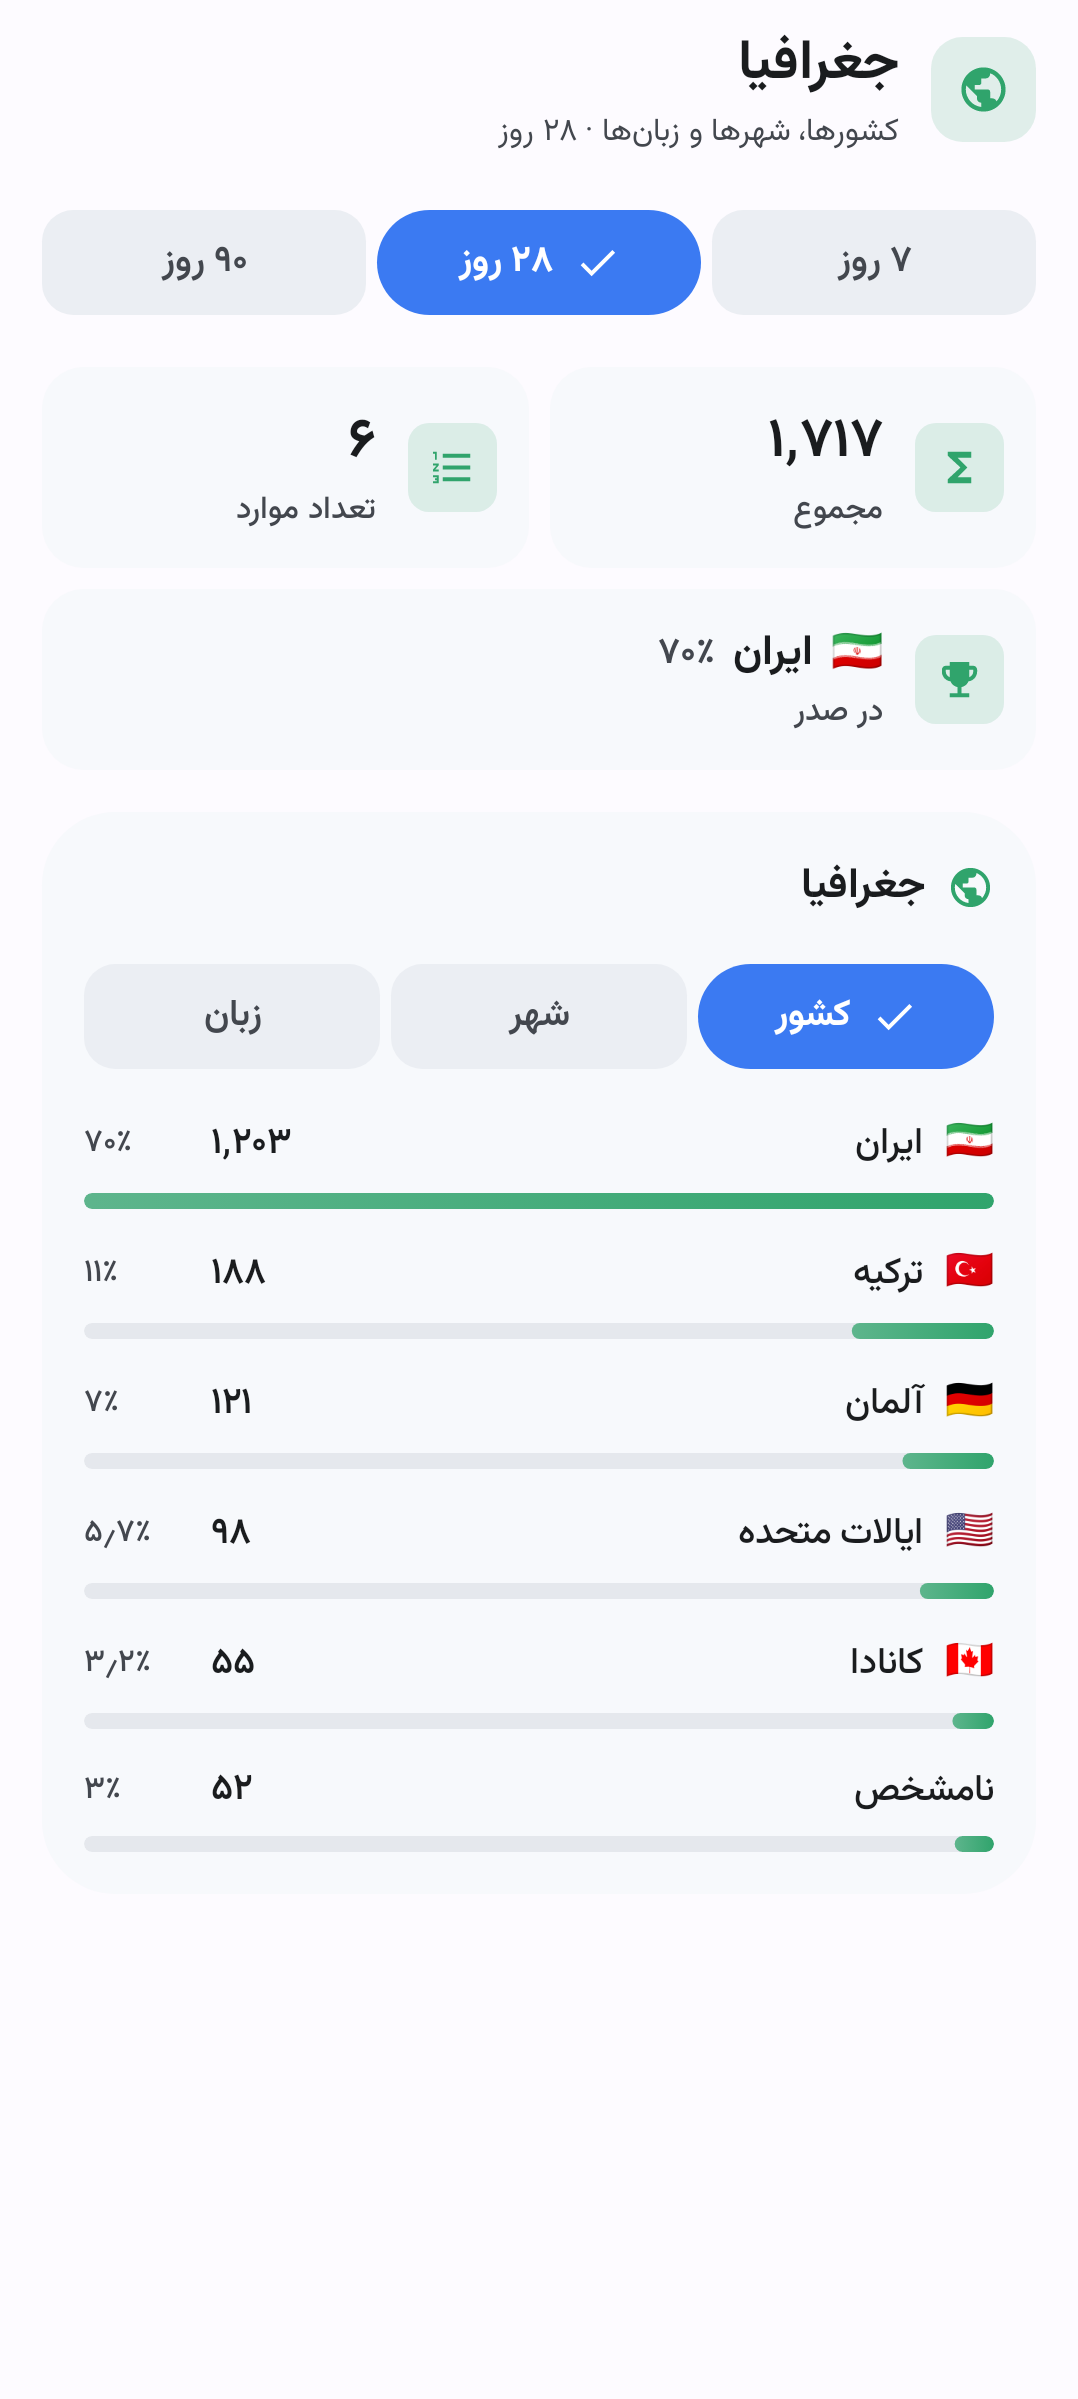 جغرافیا
کشورها، شهرها و زبان‌ها · ۲۸ روز
۷ روز
۲۸ روز
۹۰ روز
۱,۷۱۷
مجموع
۶
تعداد موارد
ایران ۷۰٪
در صدر
جغرافیا
کشور
شهر
زبان
ایران ۱,۲۰۳ ۷۰٪
ترکیه ۱۸۸ ۱۱٪
آلمان ۱۲۱ ۷٪
ایالات متحده ۹۸ ۵٫۷٪
کانادا ۵۵ ۳٫۲٪
نامشخص ۵۲ ۳٪